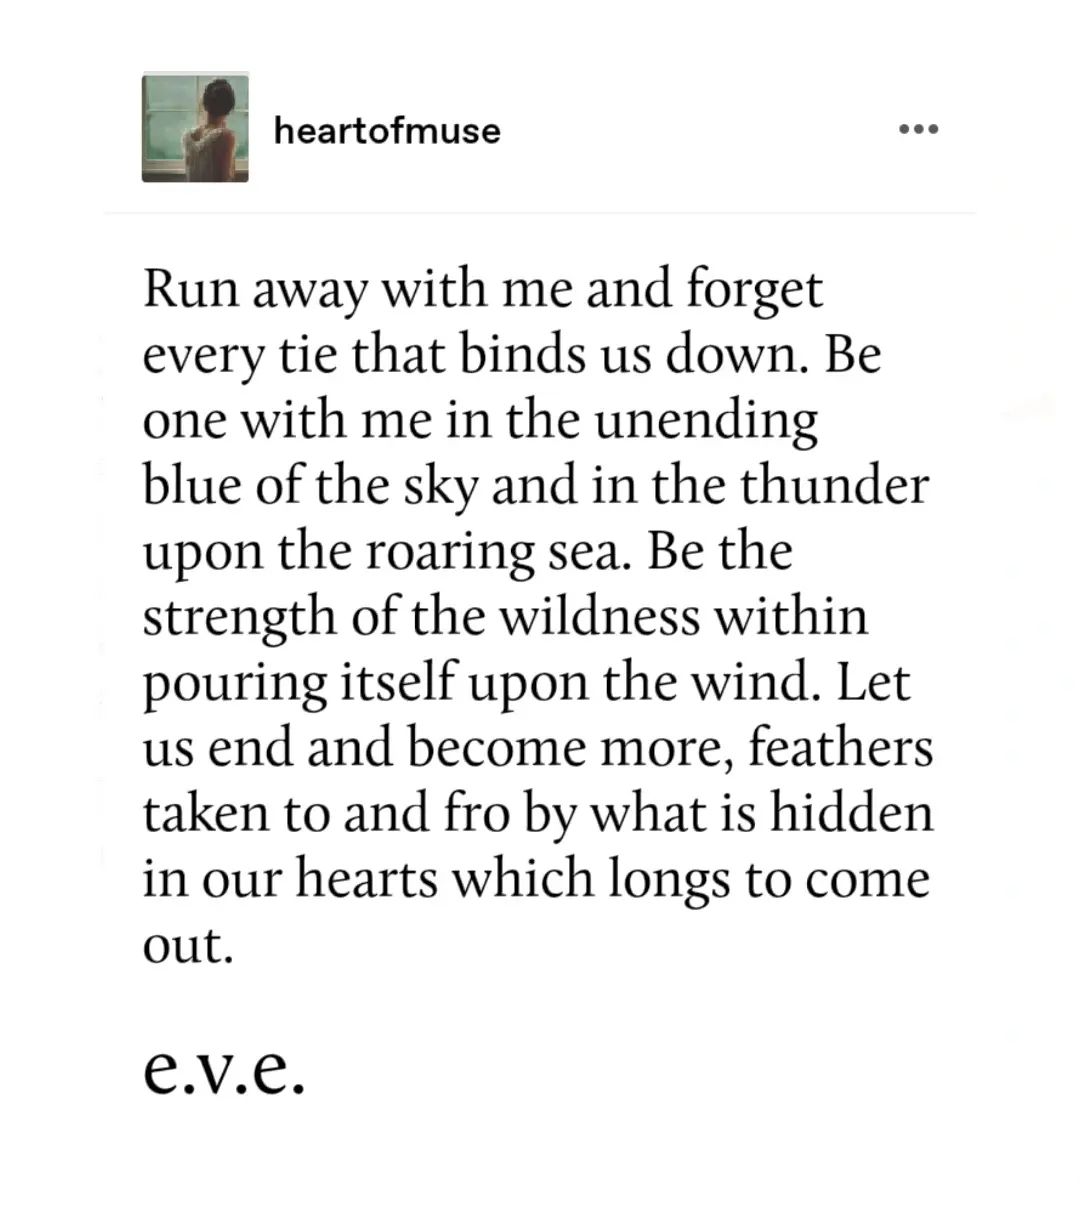 heartofmuse
Run away with me and forget
every tie that binds us down. Be
one with me in the unending
blue of the sky and in the thunder
upon the roaring sea. Be the
strength of the wildness within
pouring itself upon the wind. Let
us end and become more, feathers
taken to and fro by what is hidden
in our hearts which longs to come
out.
e.v.e.